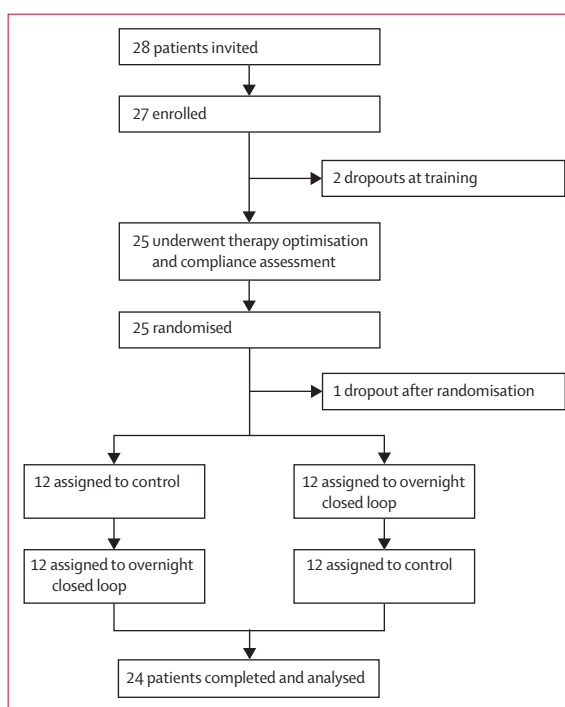 28 patients invited
27 enrolled
2 dropouts at training
25 underwent therapy optimisation
and compliance assessment
25 randomised
1 dropout after randomisation
12 assigned to control
12 assigned to overnight
closed loop
12 assigned to overnight
closed loop
12 assigned to control
24 patients completed and analysed